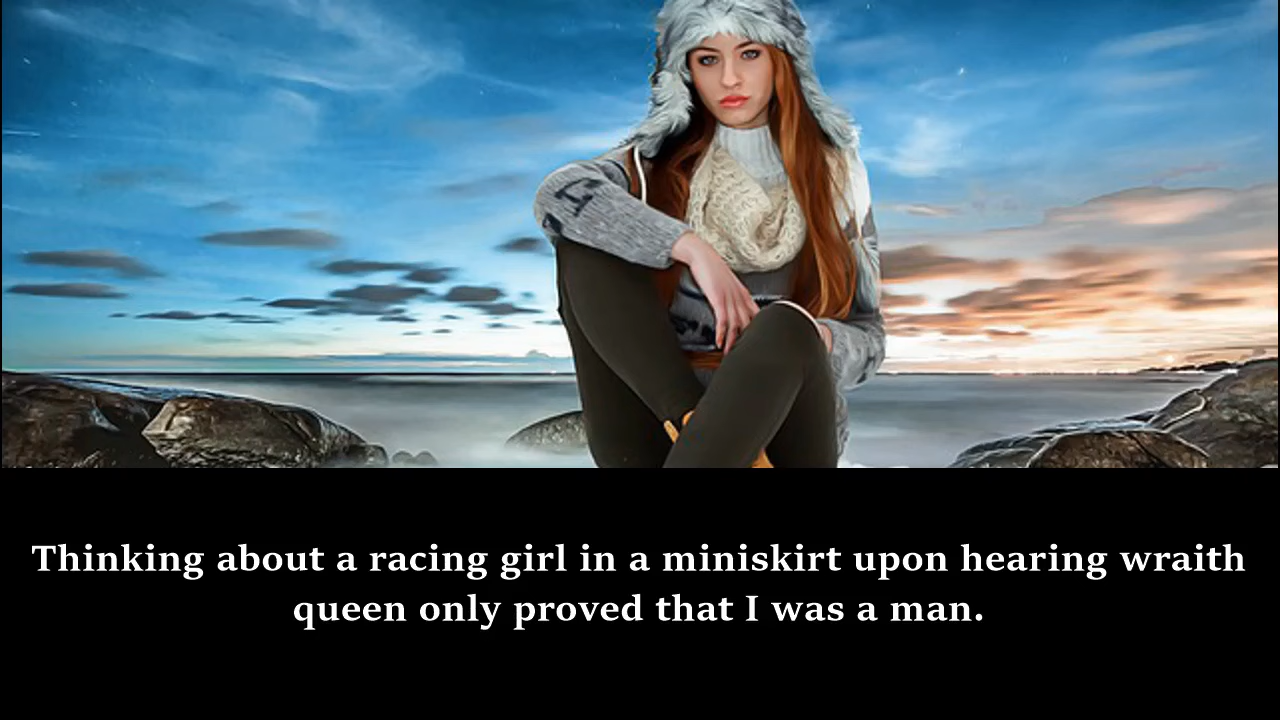 Thinking about a racing girl in a miniskirt upon hearing wraith
queen only proved that I was a man.